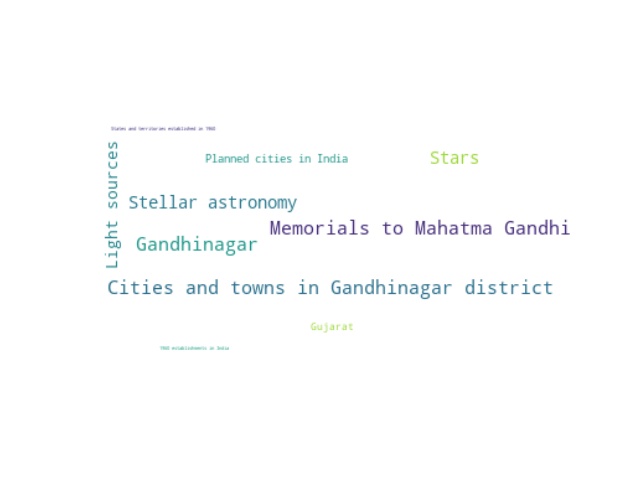 States and territories established in 1960
Light sources
Planned cities in India
Stars
Stellar astronomy
Memorials to Mahatma Gandhi
Gandhinagar
Cities and towns in Gandhinagar district
Gujarat
1960 establishments in India